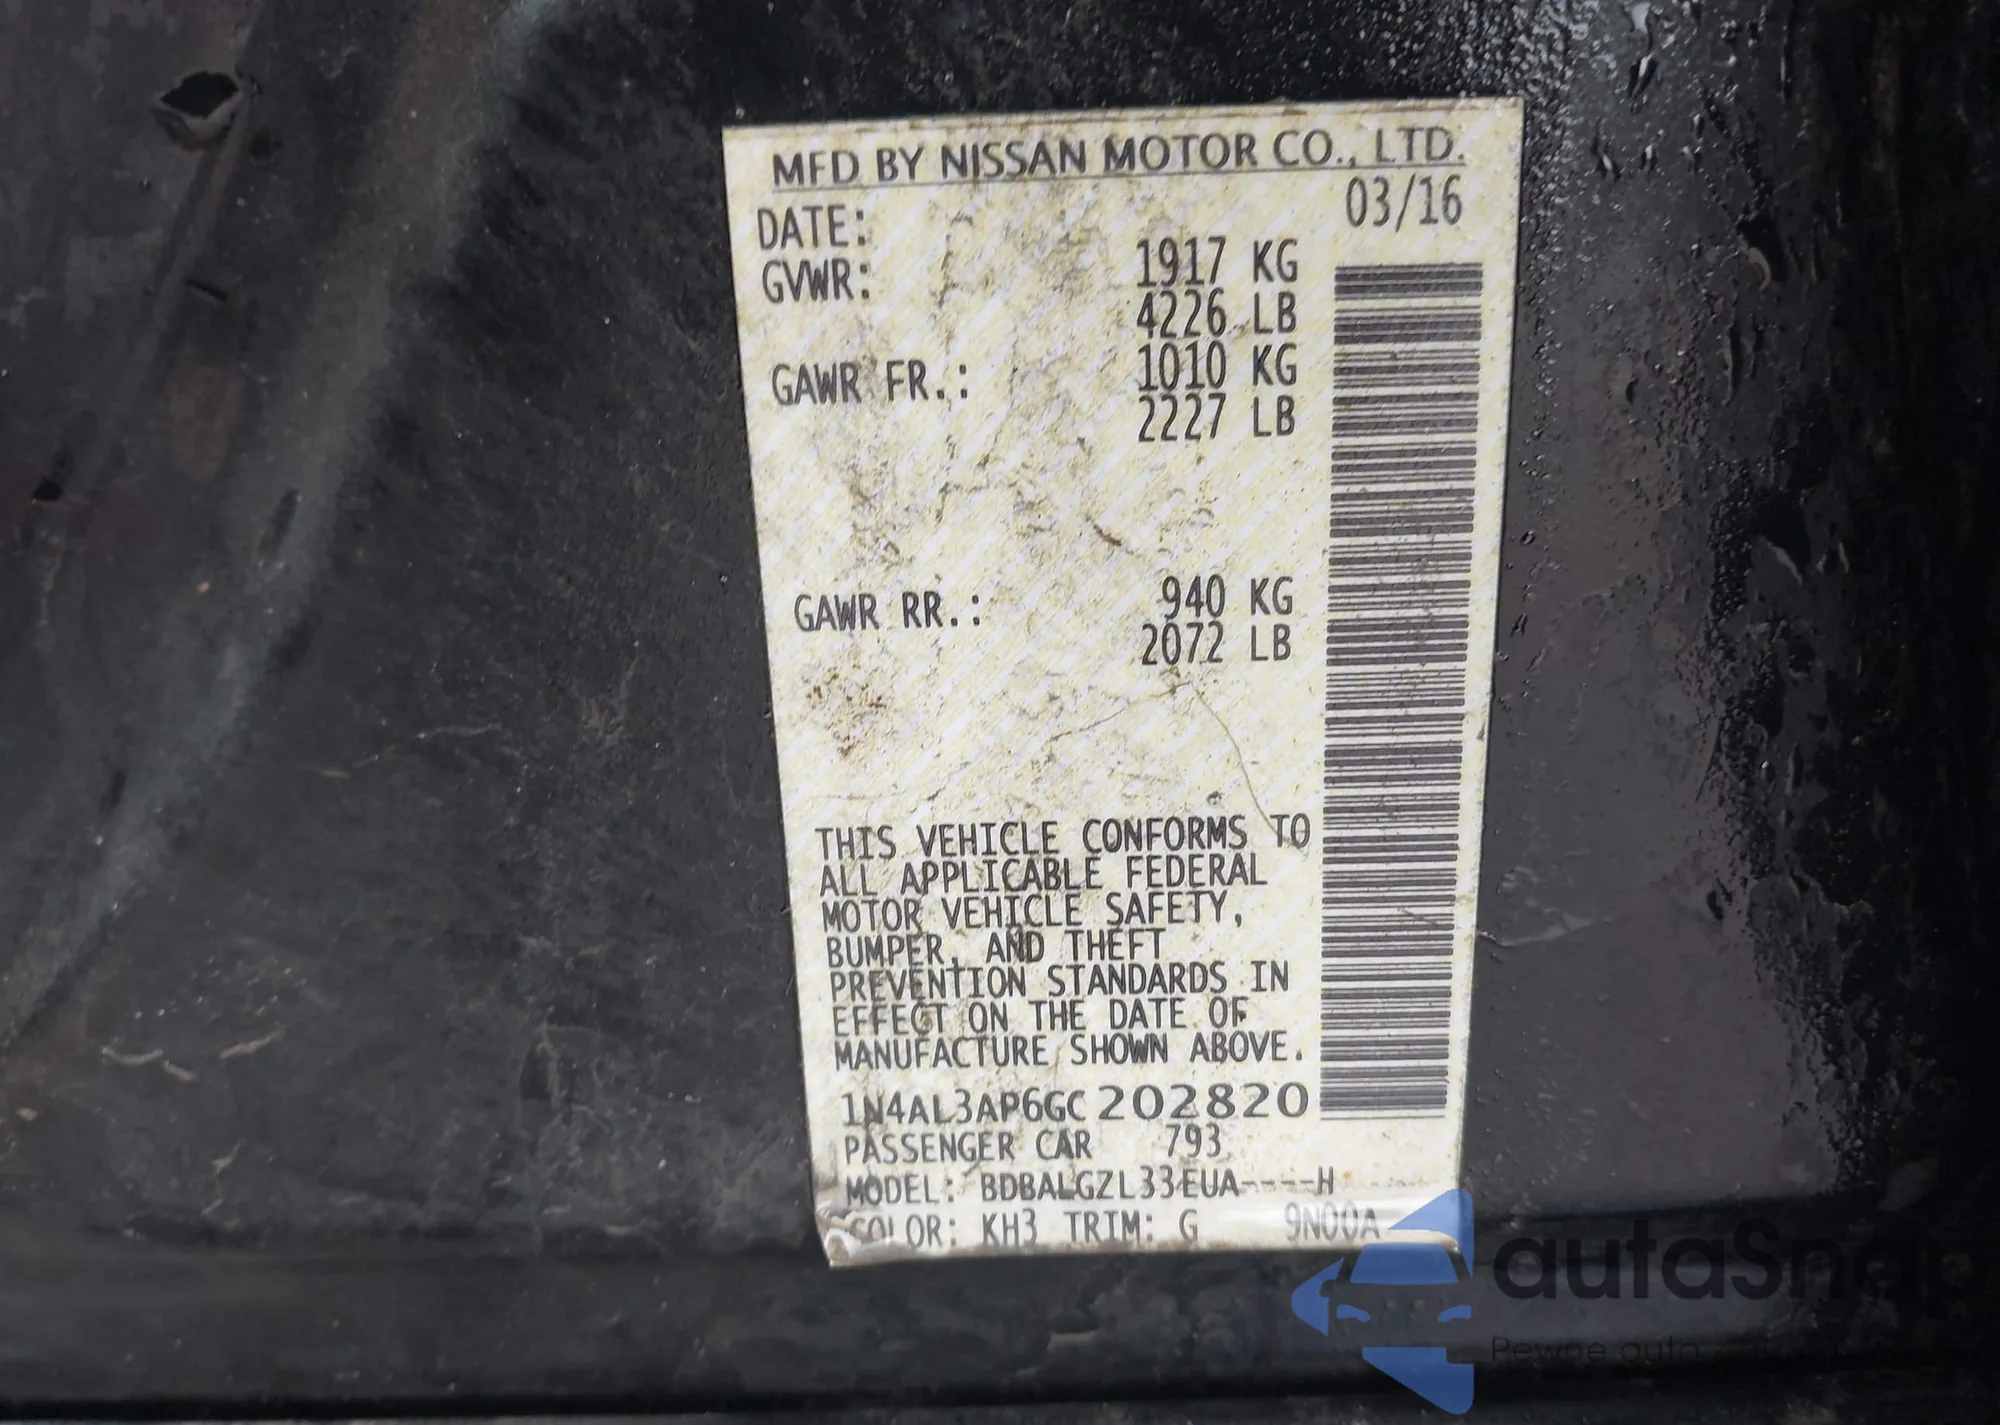 MFD BY NISSAN MOTOR CO., LTD.
DATE: 03/16
GVWR: 1917 KG
4226 LB
GAWR FR.: 1010 KG
2227 LB
GAWR RR.: 940 KG
2072 LB
THIS VEHICLE CONFORMS TO
ALL APPLICABLE FEDERAL
MOTOR VEHICLE SAFETY,
BUMPER, AND THEFT
PREVENTION STANDARDS IN
EFFECT ON THE DATE OF
MANUFACTURE SHOWN ABOVE.
1N4AL3AP6GC202820
PASSENGER CAR 793
MODEL: BDBALGZL33EUA----H
COLOR: KH3 TRIM: G 9N00A
autaSnap
Pewne auta